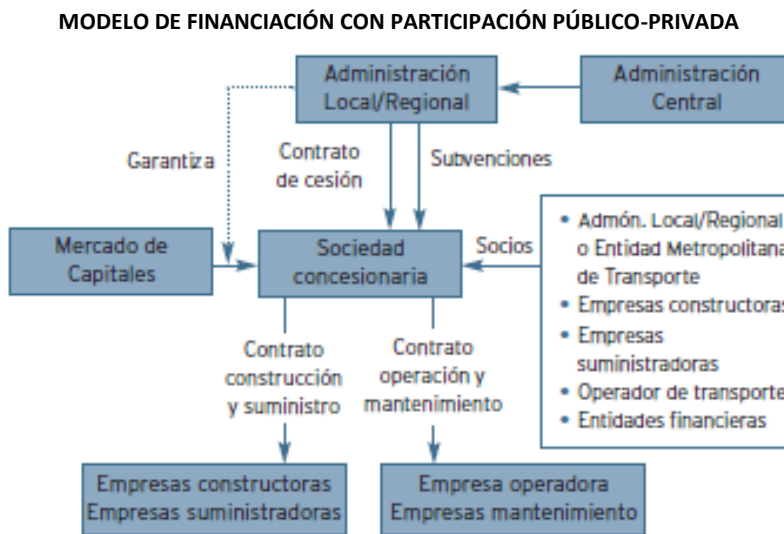 MODELO DE FINANCIACIÓN CON PARTICIPACIÓN PÚBLICO-PRIVADA
Administración
Local/Regional
Administración
Central
Garantiza
Contrato
de cesión
Subvenciones
Mercado de
Capitales
Sociedad
concesionaria
Socios
• Admón. Local/Regional
o Entidad Metropolitana
de Transporte
• Empresas constructoras
• Empresas
suministradoras
• Operador de transporte
• Entidades financieras
Contrato
construcción
y suministro
Contrato
operación y
mantenimiento
Empresas constructoras
Empresas suministradoras
Empresa operadora
Empresas mantenimiento